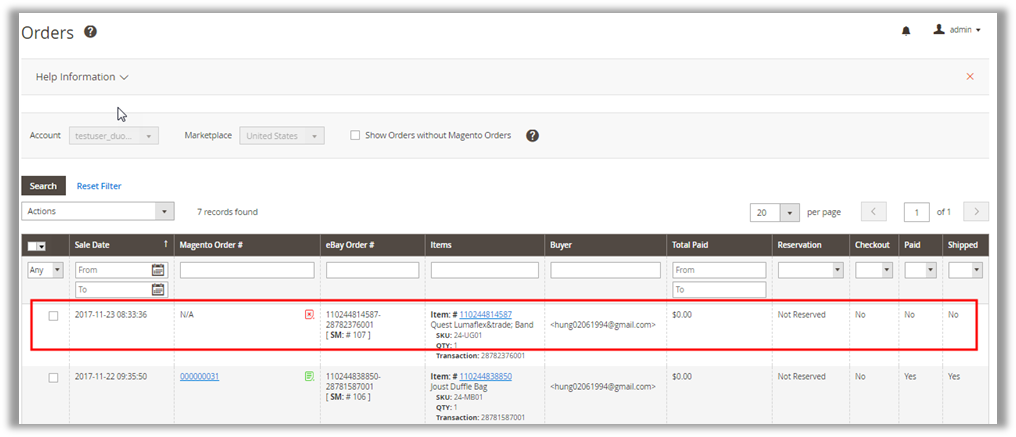 Orders ?
admin
Help Information
Account testuser_duo... Marketplace United States Show Orders without Magento Orders ?
Search Reset Filter
Actions 7 records found 20 per page 1 of 1
Sale Date ↑ Magento Order # eBay Order # Items Buyer Total Paid Reservation Checkout Paid Shipped
Any From From
To To
2017-11-23 08:33:36 N/A 110244814587- Item: # 110244814587 <hung02061994@gmail.com> $0.00 Not Reserved No No No
28782376001 Quest Lumaflex&trade; Band
[ SM: # 107 ] SKU: 24-UG01
QTY: 1
Transaction: 28782376001
2017-11-22 09:35:50 000000031 110244838850- Item: # 110244838850 <hung02061994@gmail.com> $0.00 Not Reserved No Yes Yes
28781587001 Joust Duffle Bag
[ SM: # 106 ] SKU: 24-MB01
QTY: 1
Transaction: 28781587001